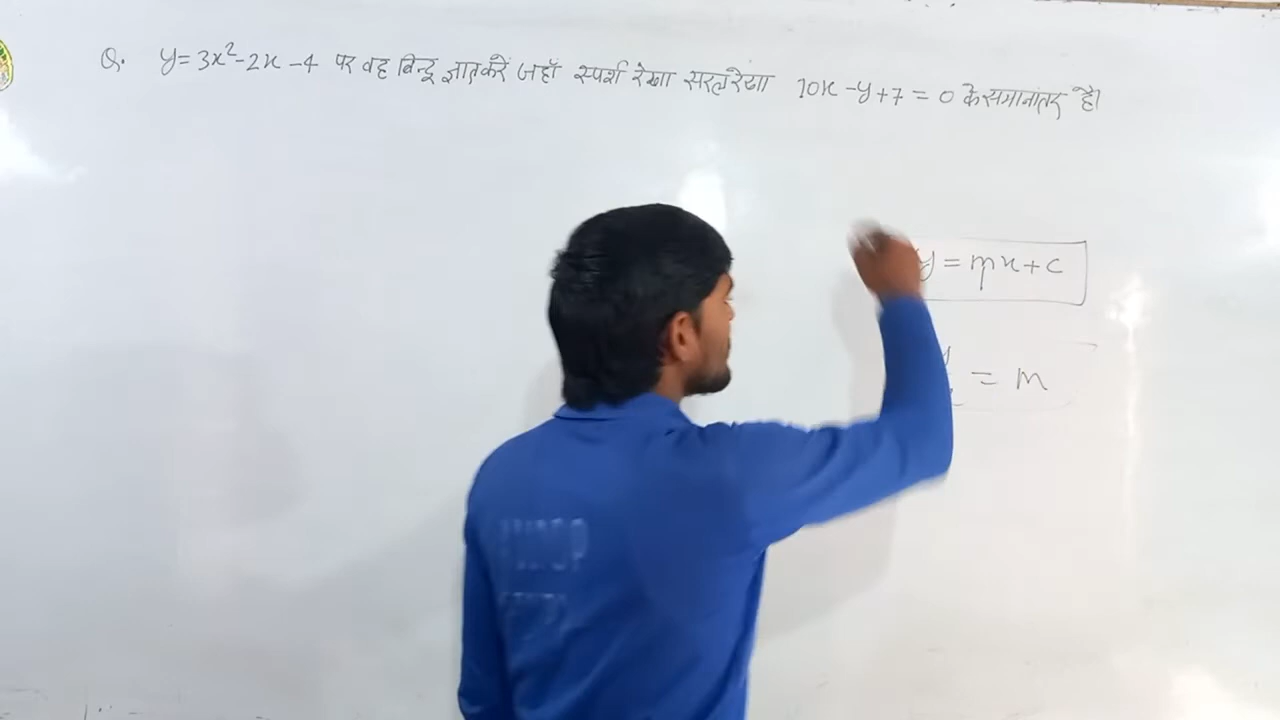 Q. y = 3x² - 2x - 4 पर वह बिन्दू ज्ञात करें जहाँ स्पर्श रेखा सरल रेखा 10x - y + 7 = 0 के समानांतर है।
y = mx + c
= m